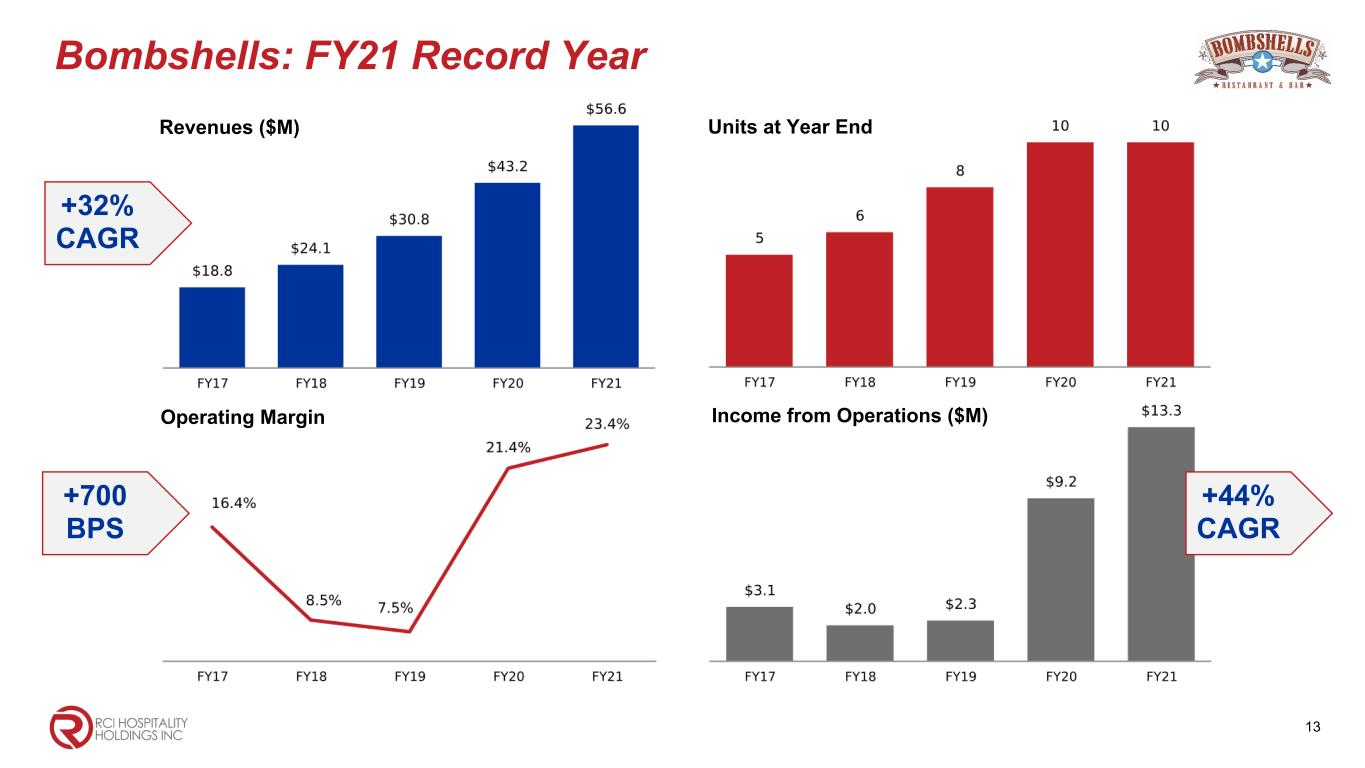 Bombshells: FY21 Record Year
BOMBSHELLS
RESTAURANT & BAR
Revenues ($M)
+32%
CAGR
$18.8
$24.1
$30.8
$43.2
$56.6
FY17 FY18 FY19 FY20 FY21
Units at Year End
5
6
8
10
10
FY17 FY18 FY19 FY20 FY21
Operating Margin
+700
BPS
16.4%
8.5%
7.5%
21.4%
23.4%
FY17 FY18 FY19 FY20 FY21
Income from Operations ($M)
$3.1
$2.0
$2.3
$9.2
$13.3
+44%
CAGR
FY17 FY18 FY19 FY20 FY21
RCI HOSPITALITY
HOLDINGS INC
13